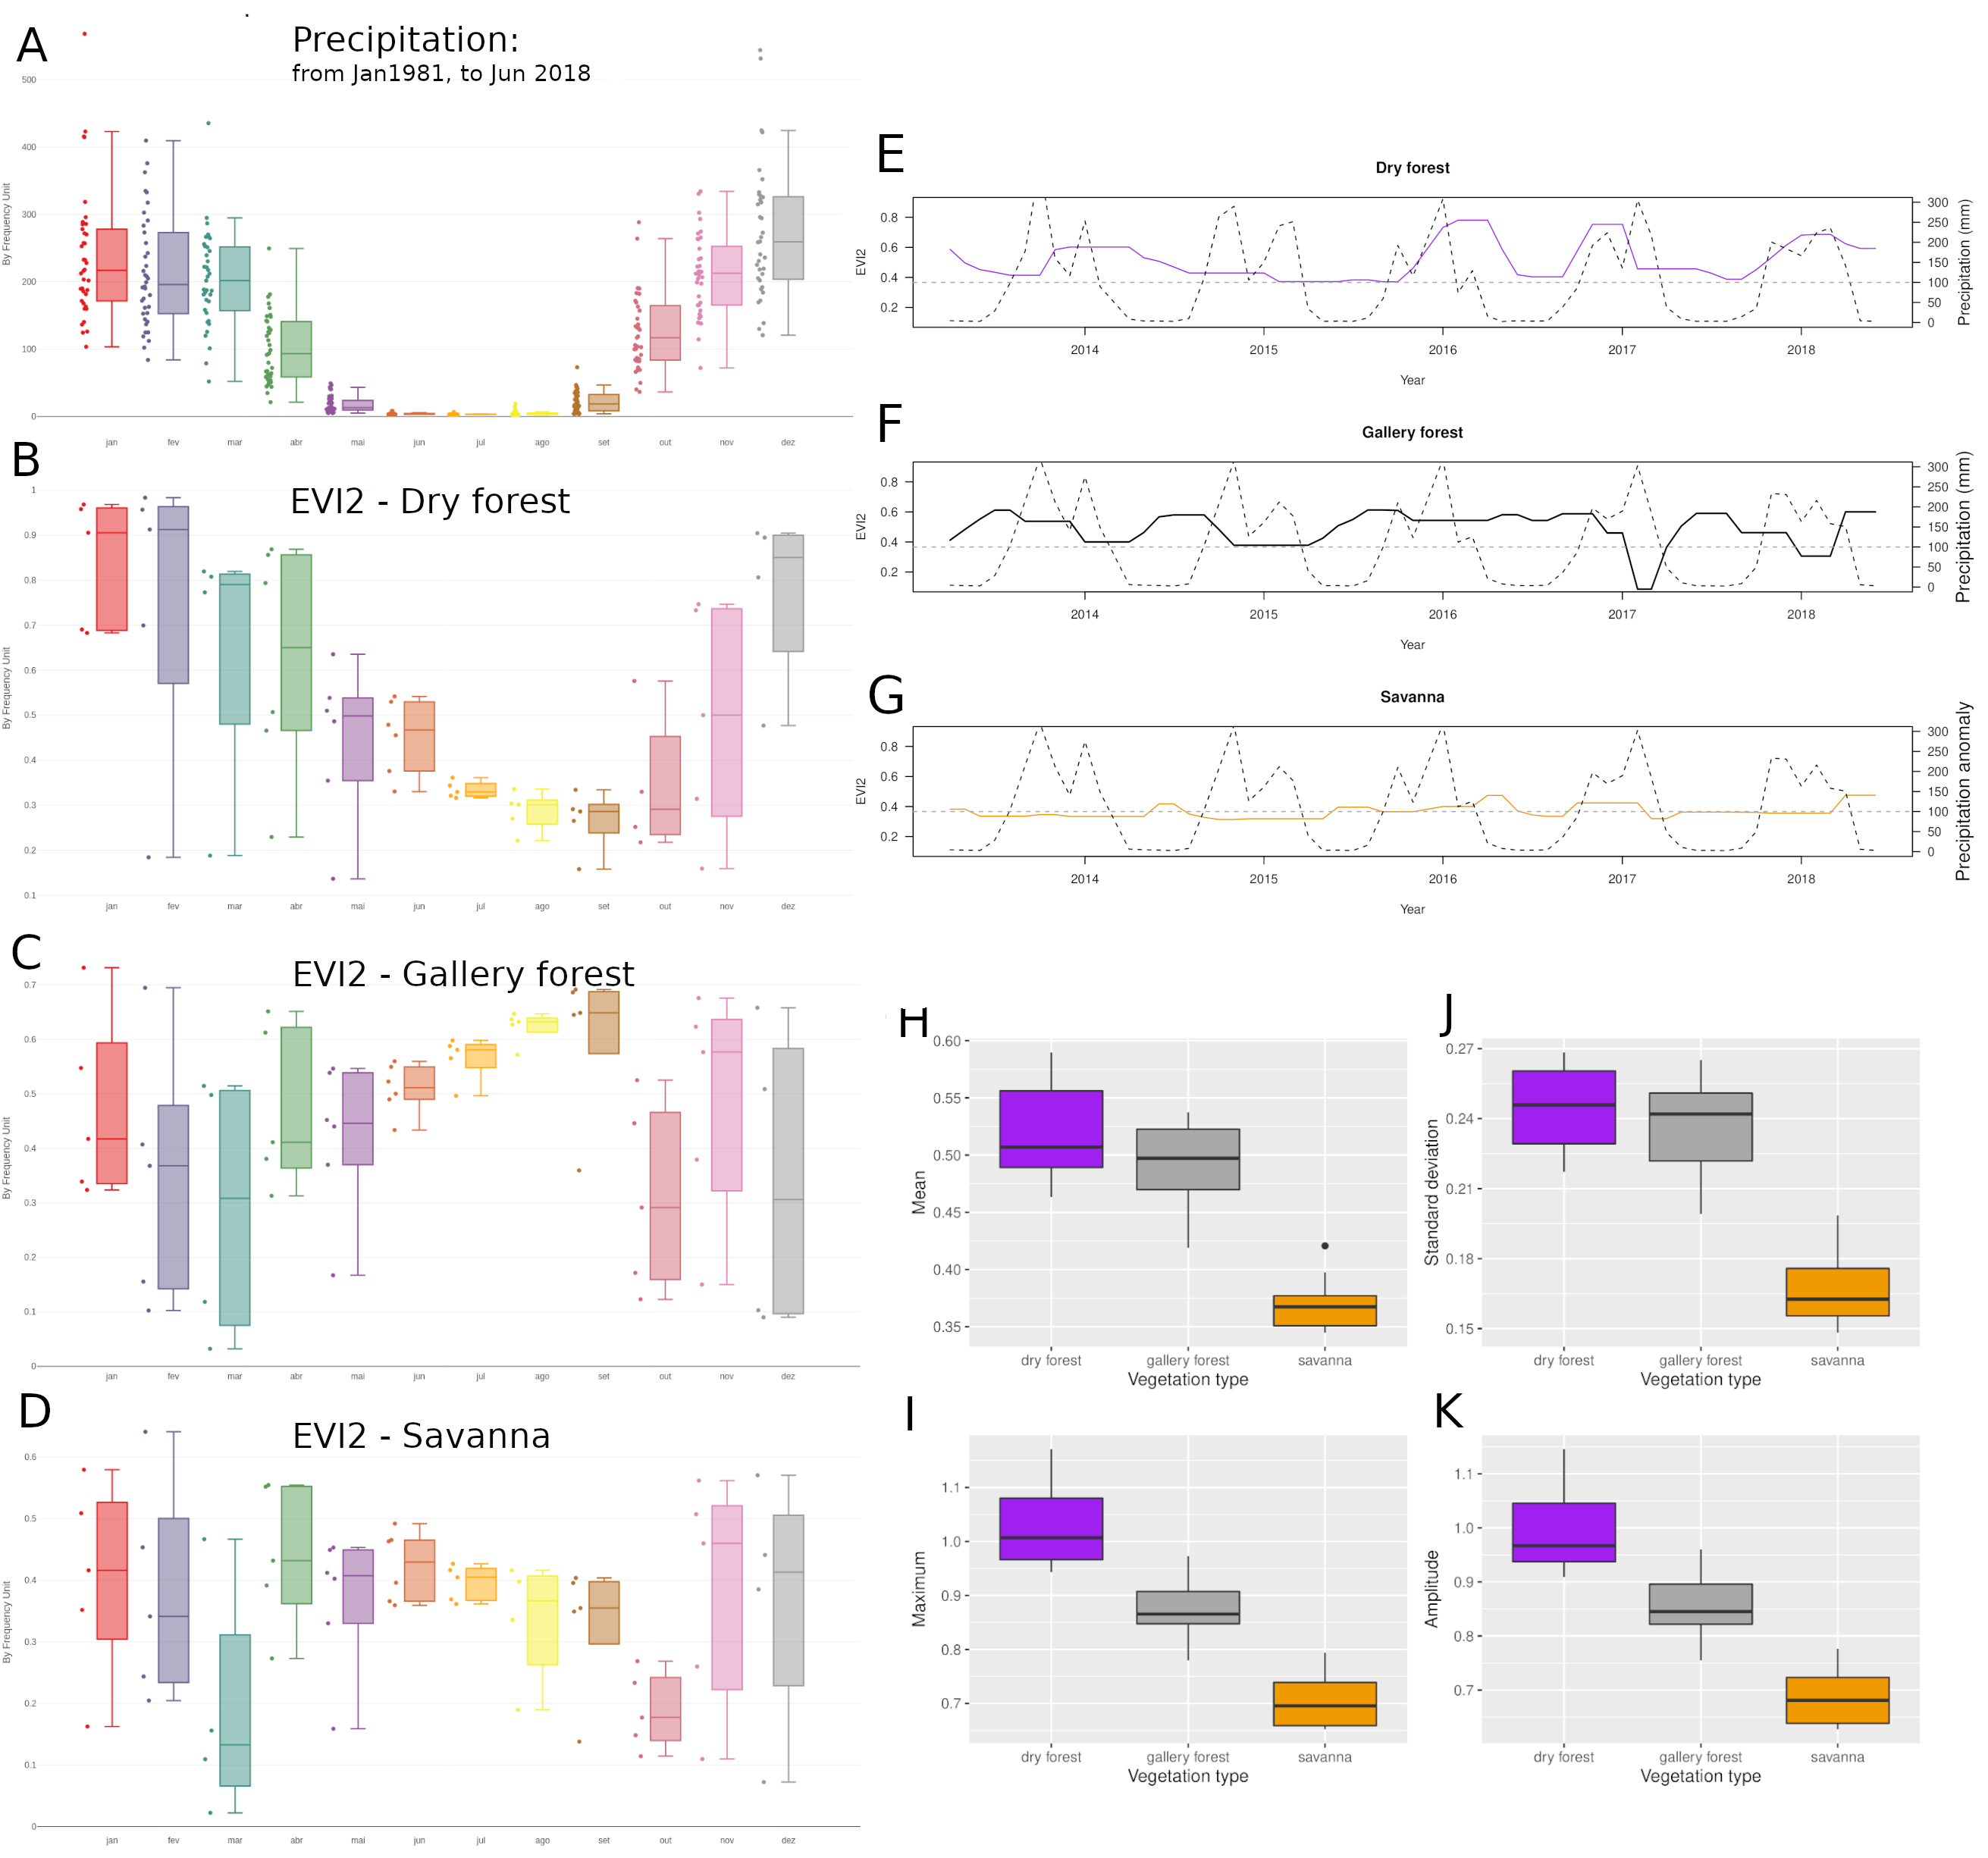 A
Precipitation:
from Jan1981, to Jun 2018
By Frequency Unit
500
400
300
200
100
0
jan fev mar abr mai jun jul ago set out nov dez
B
EVI2 - Dry forest
By Frequency Unit
1
0.9
0.8
0.7
0.6
0.5
0.4
0.3
0.2
0.1
jan fev mar abr mai jun jul ago set out nov dez
C
EVI2 - Gallery forest
By Frequency Unit
0.7
0.6
0.5
0.4
0.3
0.2
0.1
0
jan fev mar abr mai jun jul ago set out nov dez
D
EVI2 - Savanna
By Frequency Unit
0.6
0.5
0.4
0.3
0.2
0.1
0
jan fev mar abr mai jun jul ago set out nov dez
E
Dry forest
EVI2
0.8
0.6
0.4
0.2
300
250
200
150
100
50
0
Precipitation (mm)
2014 2015 2016 2017 2018
Year
F
Gallery forest
EVI2
0.8
0.6
0.4
0.2
300
250
200
150
100
50
0
Precipitation (mm)
2014 2015 2016 2017 2018
Year
G
Savanna
EVI2
0.8
0.6
0.4
0.2
300
250
200
150
100
50
0
Precipitation anomaly
2014 2015 2016 2017 2018
Year
H
Mean
0.60
0.55
0.50
0.45
0.40
0.35
dry forest gallery forest savanna
Vegetation type
J
Standard deviation
0.27
0.24
0.21
0.18
0.15
dry forest gallery forest savanna
Vegetation type
I
Maximum
1.1
1.0
0.9
0.8
0.7
dry forest gallery forest savanna
Vegetation type
K
Amplitude
1.1
1.0
0.9
0.8
0.7
dry forest gallery forest savanna
Vegetation type